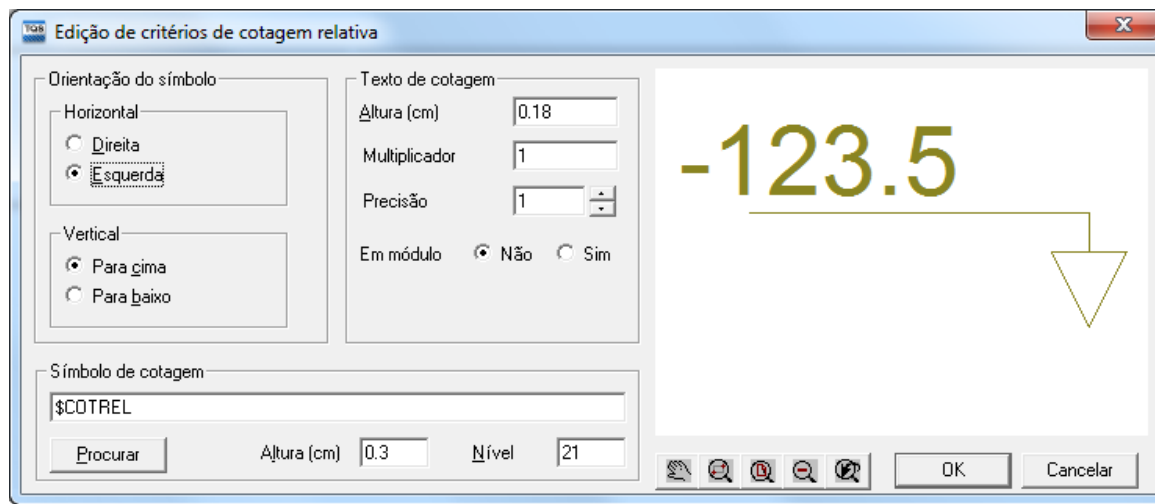 TQS Edição de critérios de cotagem relativa
Orientação do símbolo
Horizontal
Direita
Esquerda
Vertical
Para cima
Para baixo
Texto de cotagem
Altura (cm) 0.18
Multiplicador 1
Precisão 1
Em módulo Não Sim
Símbolo de cotagem
$COTREL
Procurar Altura (cm) 0.3 Nível 21
-123.5
OK Cancelar